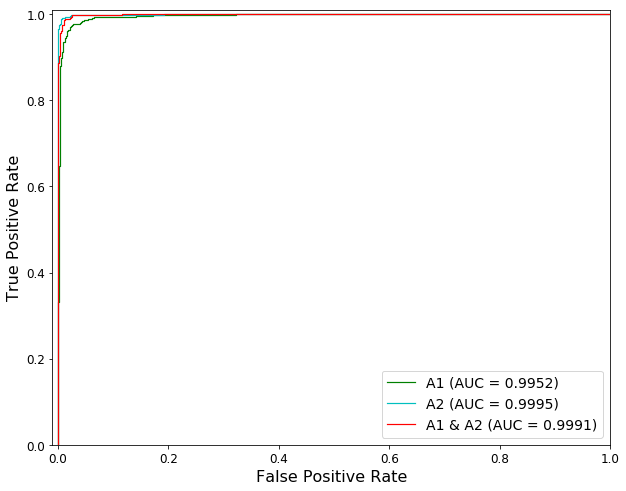 1.0
0.8
0.6
0.4
0.2
0.0
True Positive Rate
A1 (AUC = 0.9952)
A2 (AUC = 0.9995)
A1 & A2 (AUC = 0.9991)
0.0 0.2 0.4 0.6 0.8 1.0
False Positive Rate